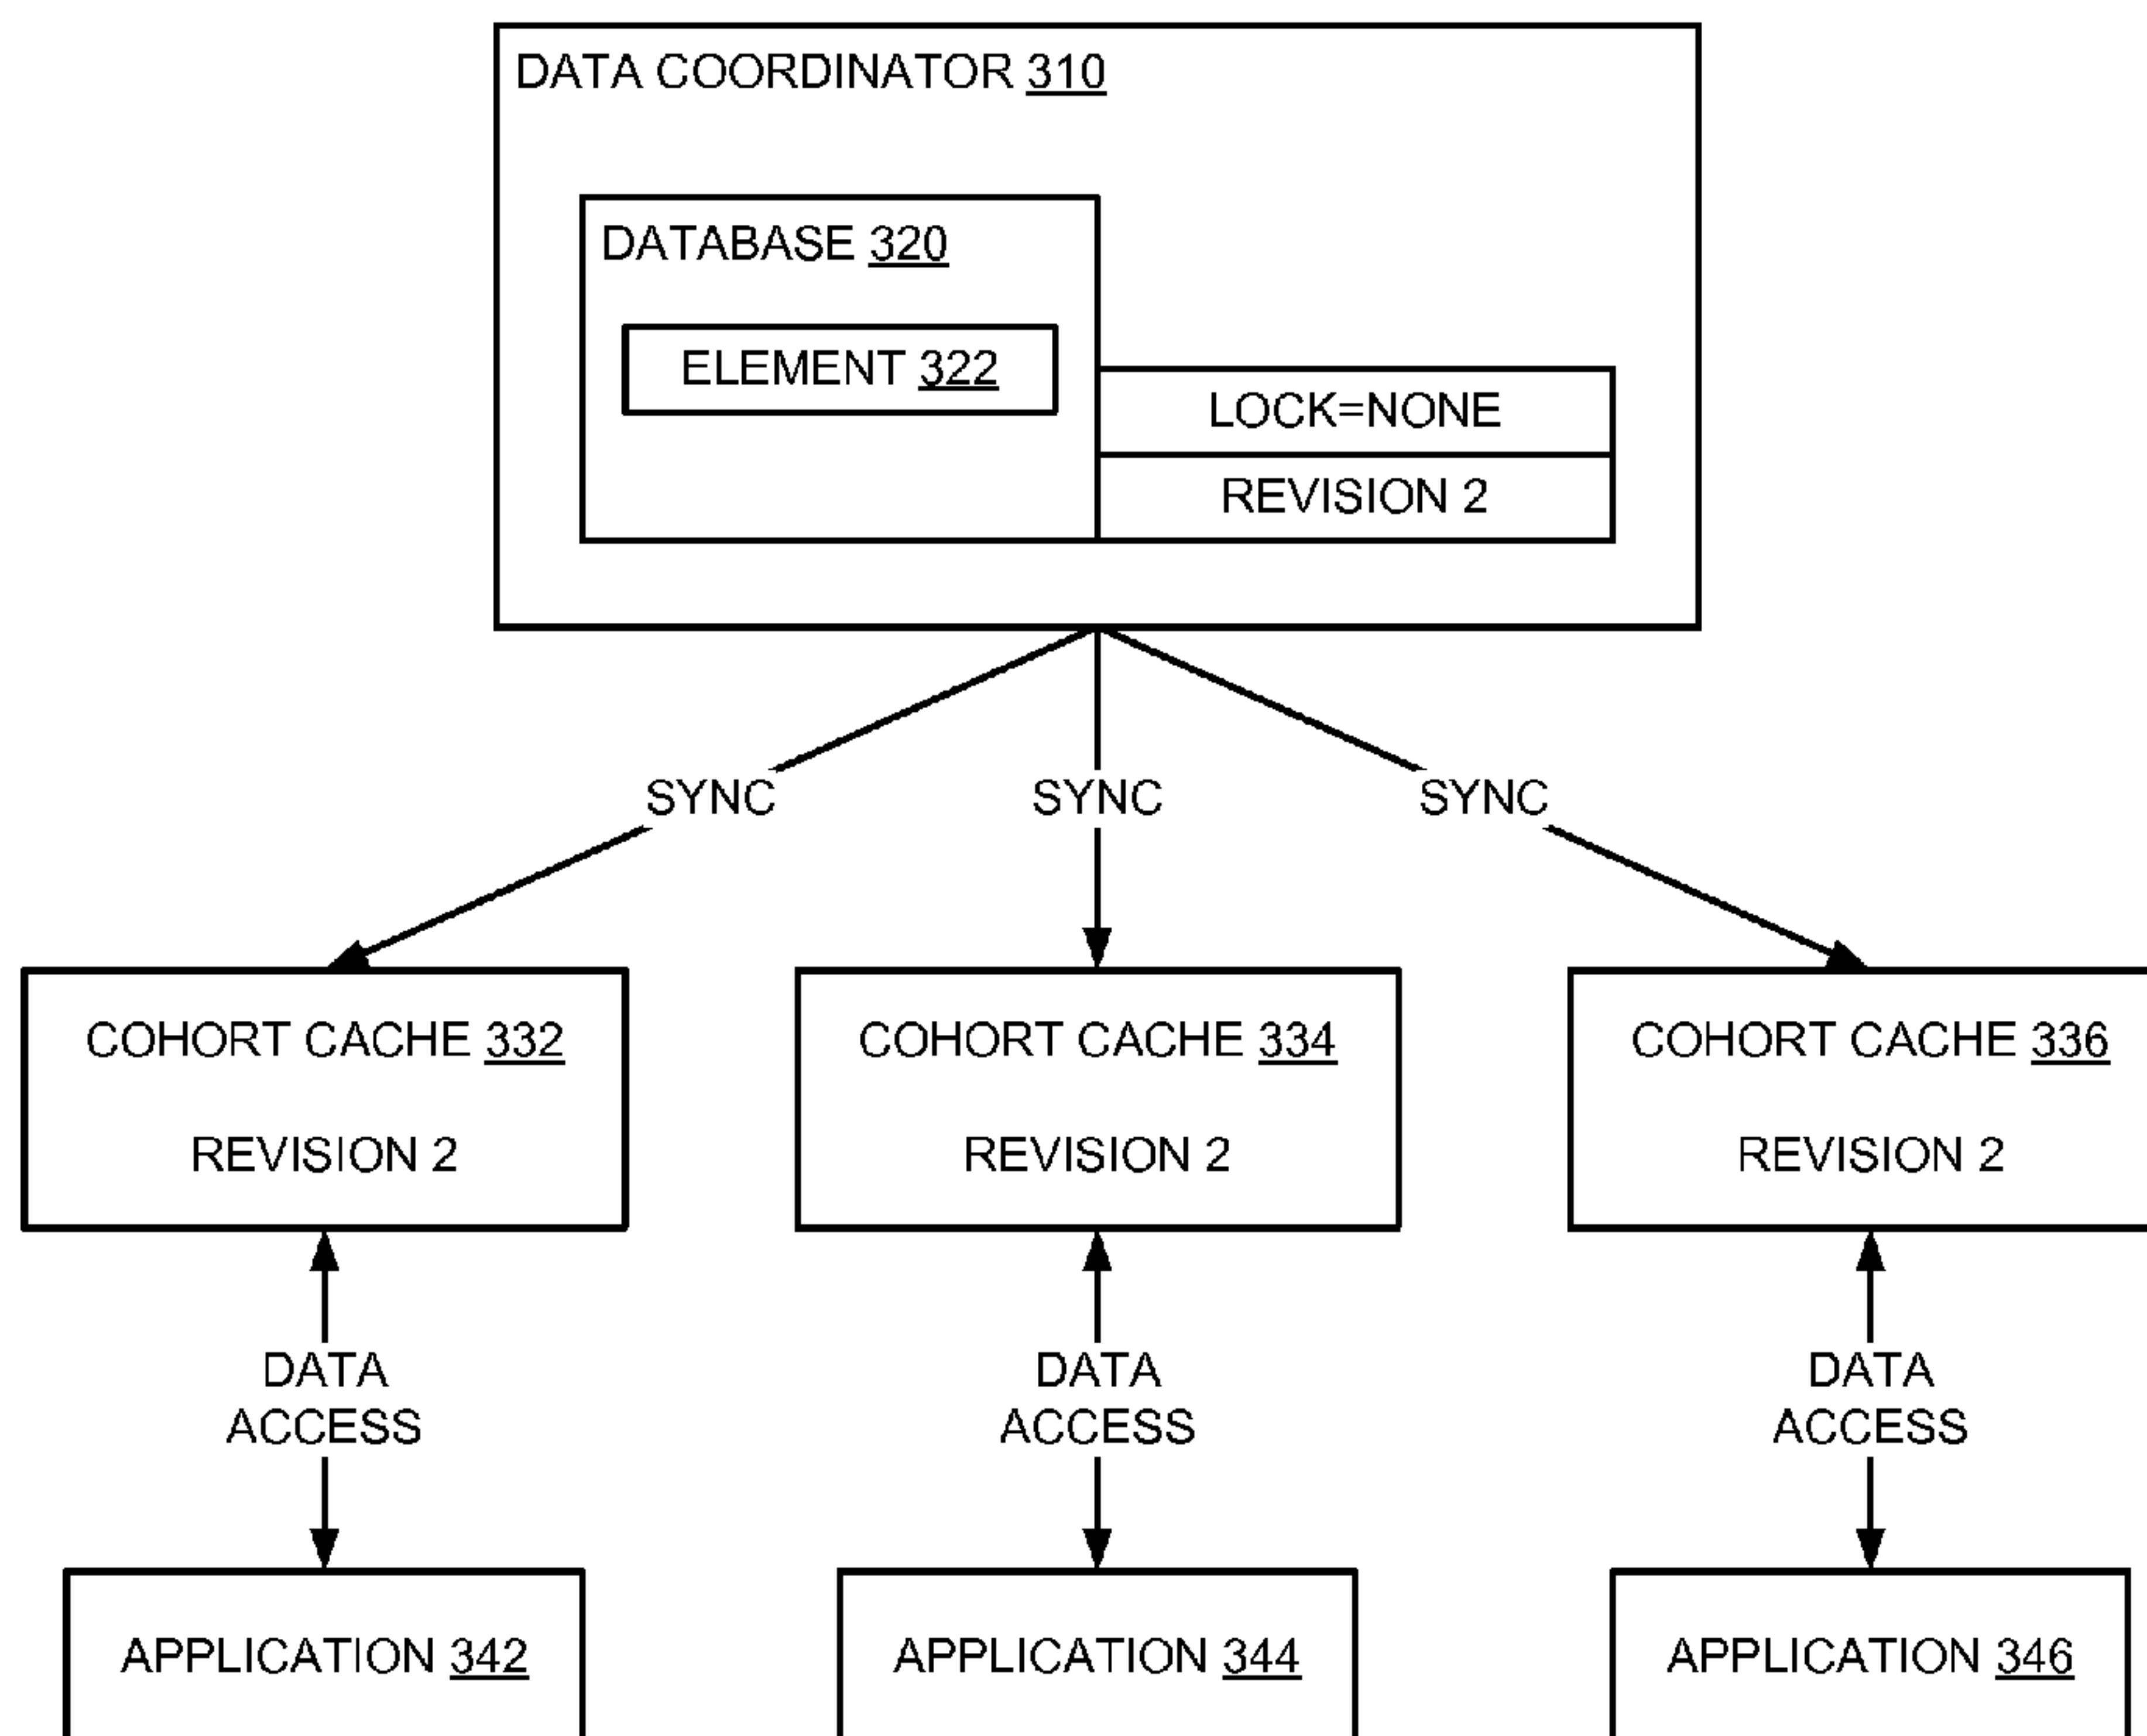 DATA COORDINATOR 310
DATABASE 320
ELEMENT 322
LOCK=NONE
REVISION 2
SYNC
SYNC
SYNC
COHORT CACHE 332
REVISION 2
COHORT CACHE 334
REVISION 2
COHORT CACHE 336
REVISION 2
DATA
ACCESS
DATA
ACCESS
DATA
ACCESS
APPLICATION 342
APPLICATION 344
APPLICATION 346